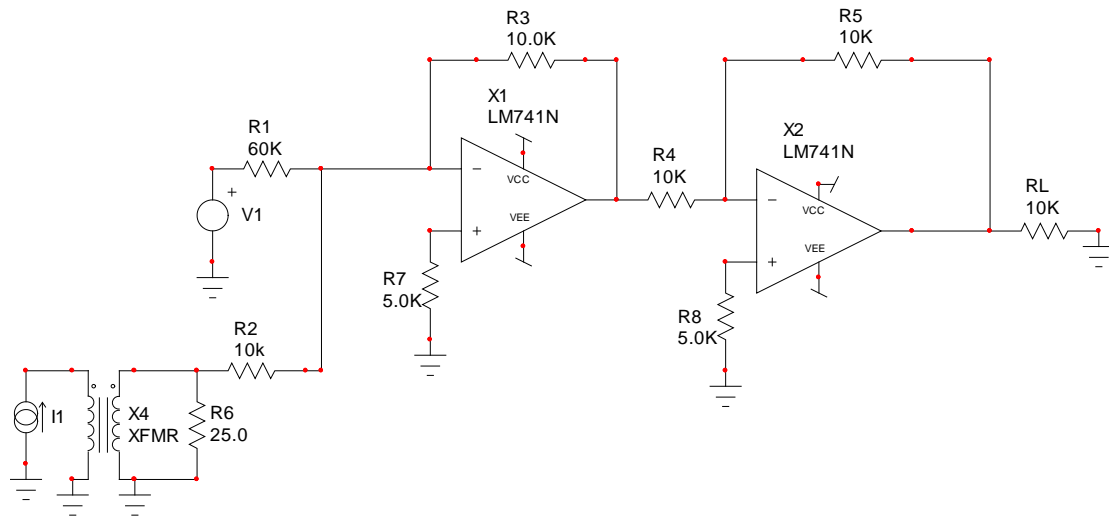 R3
10.0K
R5
10K
X1
LM741N
X2
LM741N
R1
60K
R4
10K
RL
10K
−
VCC
−
VCC
+
V1
VEE
+
VEE
+
R7
5.0K
R8
5.0K
R2
10k
I1
X4
XFMR
R6
25.0